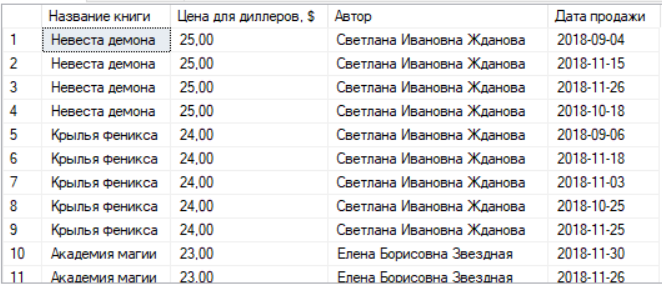 Название книги Цена для диллеров, $ Автор Дата продажи
1 Невеста демона 25,00 Светлана Ивановна Жданова 2018-09-04
2 Невеста демона 25,00 Светлана Ивановна Жданова 2018-11-15
3 Невеста демона 25,00 Светлана Ивановна Жданова 2018-11-26
4 Невеста демона 25,00 Светлана Ивановна Жданова 2018-10-18
5 Крылья феникса 24,00 Светлана Ивановна Жданова 2018-09-06
6 Крылья феникса 24,00 Светлана Ивановна Жданова 2018-11-18
7 Крылья феникса 24,00 Светлана Ивановна Жданова 2018-11-03
8 Крылья феникса 24,00 Светлана Ивановна Жданова 2018-10-25
9 Крылья феникса 24,00 Светлана Ивановна Жданова 2018-11-25
10 Академия магии 23,00 Елена Борисовна Звездная 2018-11-30
11 Академия магии 23,00 Елена Борисовна Звездная 2018-11-26